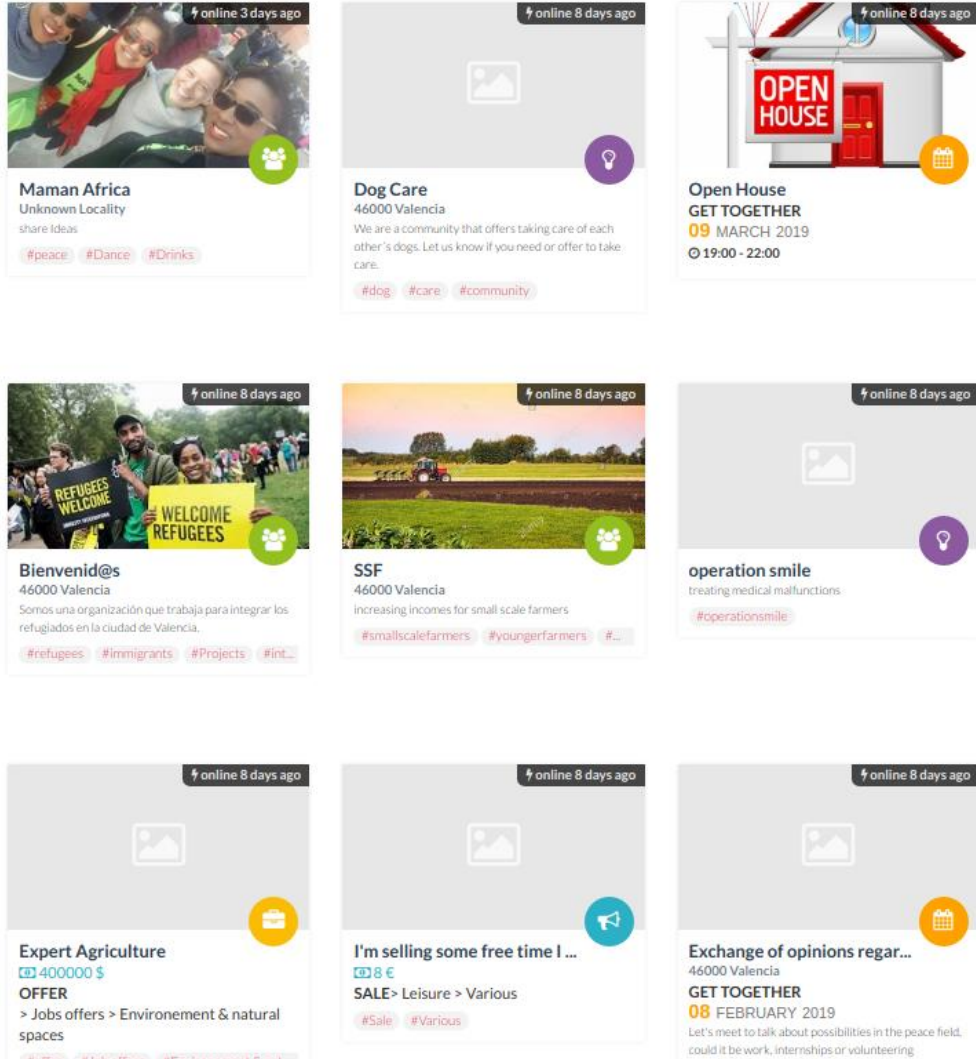 online 3 days ago
Maman Africa
Unknown Locality
share Ideas
#peace #Dance #Drinks
online 8 days ago
Dog Care
46000 Valencia
We are a community that offers taking care of each
other´s dogs. Let us know if you need or offer to take
care.
#dog #care #community
online 8 days ago
OPEN
HOUSE
Open House
GET TOGETHER
09 MARCH 2019
19:00 - 22:00
online 8 days ago
REFUGEES
WELCOME
WELCOME
REFUGEES
Bienvenid@s
46000 Valencia
Somos una organización que trabaja para integrar los
refugiados en la ciudad de Valencia.
#refugees #immigrants #Projects #int...
online 8 days ago
SSF
46000 Valencia
increasing incomes for small scale farmers
#smallscalefarmers #youngerfarmers #...
online 8 days ago
operation smile
treating medical malfunctions
#operationsmile
online 8 days ago
Expert Agriculture
400000 $
OFFER
> Jobs offers > Environement & natural
spaces
online 8 days ago
I'm selling some free time I ...
8 €
SALE> Leisure > Various
#Sale #Various
online 8 days ago
Exchange of opinions regar...
46000 Valencia
GET TOGETHER
08 FEBRUARY 2019
Let's meet to talk about possibilities in the peace field,
could it be work, internships or volunteering